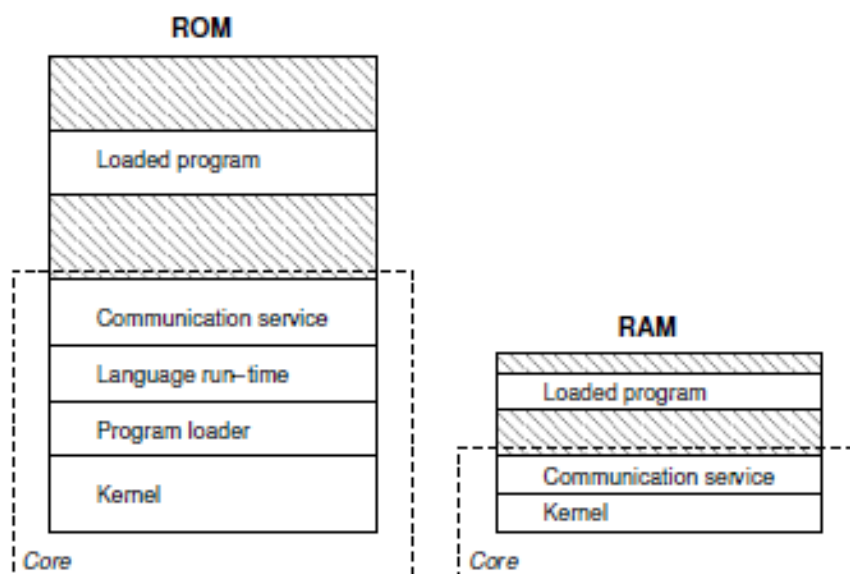 ROM
Loaded program
Communication service
Language run-time
Program loader
Kernel
Core
RAM
Loaded program
Communication service
Kernel
Core